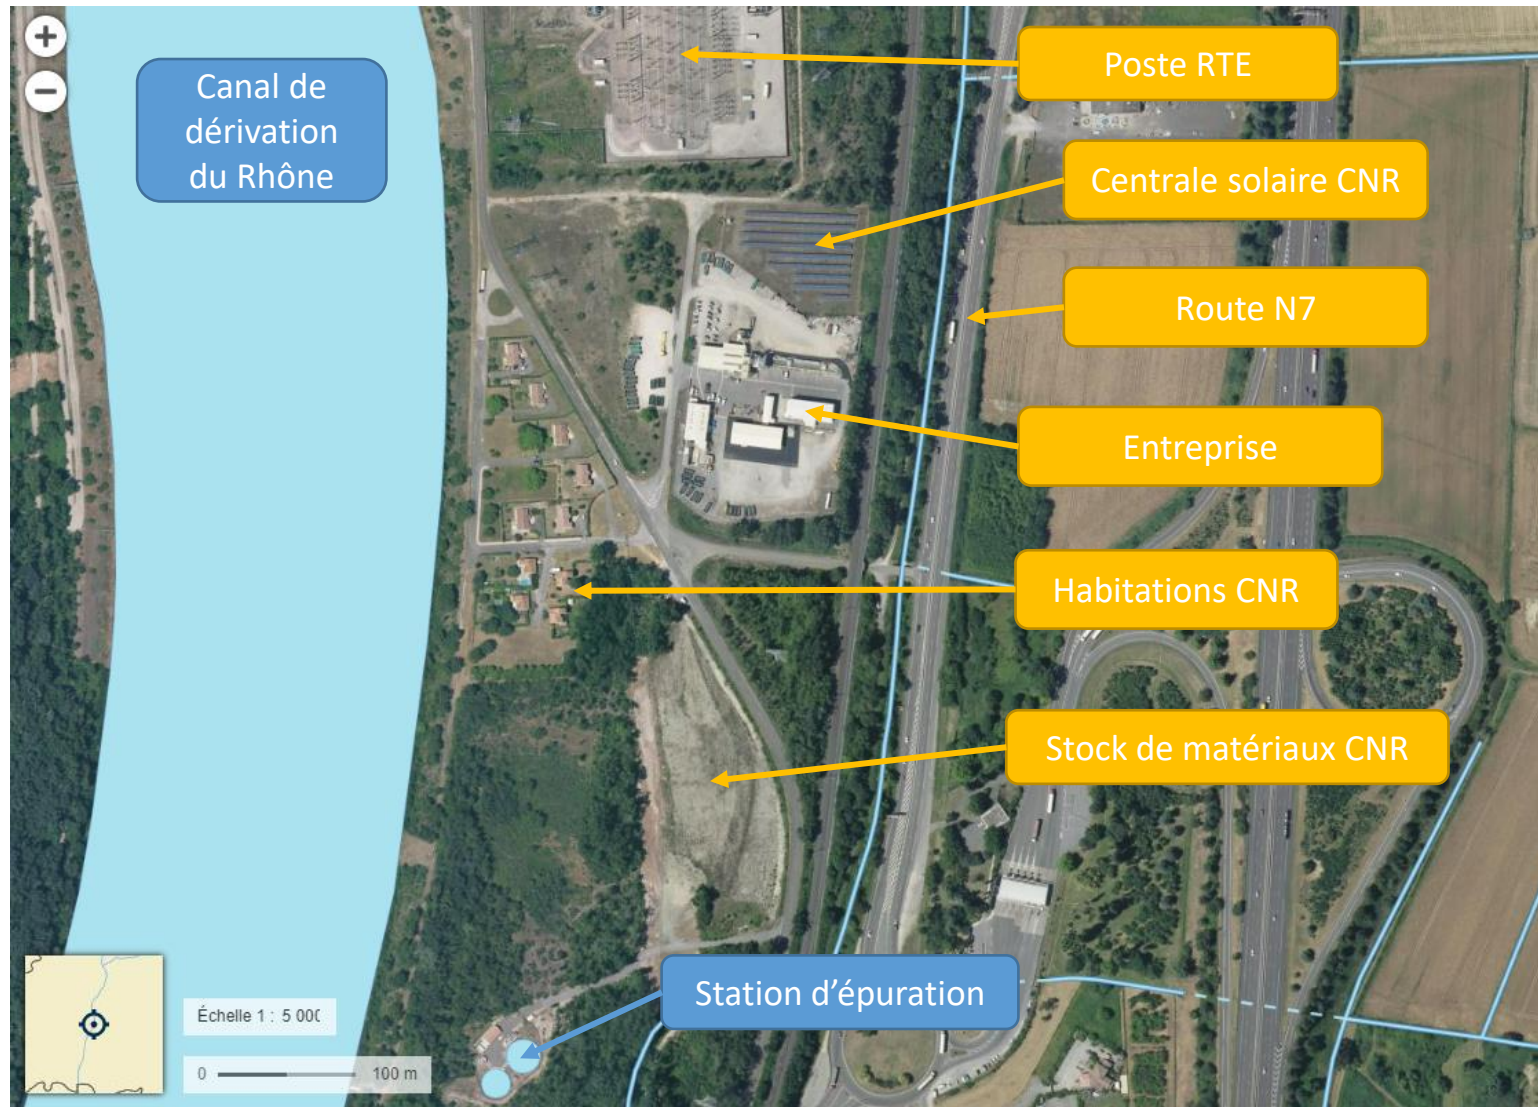 +
−
Canal de
dérivation
du Rhône
Poste RTE
Centrale solaire CNR
Route N7
Entreprise
Habitations CNR
Stock de matériaux CNR
Station d’épuration
Échelle 1 : 5 000
0 100 m